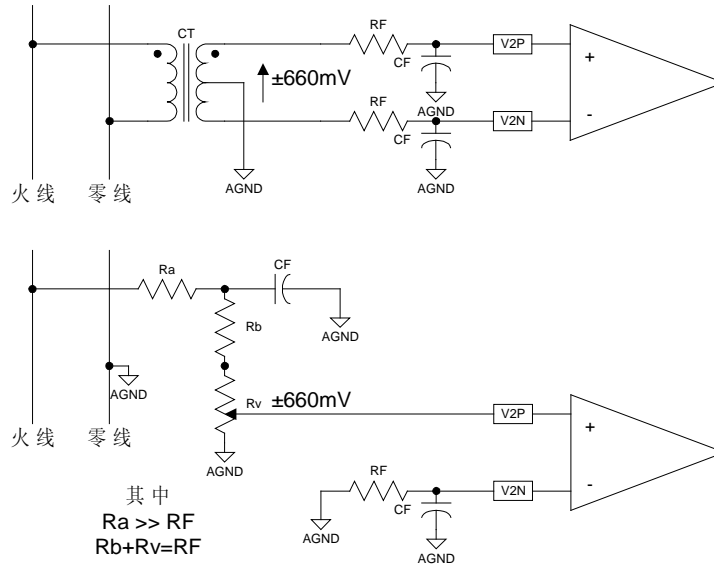 CT
RF
CF
V2P
+
±660mV
AGND
RF
CF
V2N
-
AGND
AGND
火线
零线
Ra
CF
AGND
Rb
AGND
Rv
±660mV
V2P
+
火线
零线
AGND
RF
CF
V2N
-
AGND
AGND
其中
Ra >> RF
Rb+Rv=RF